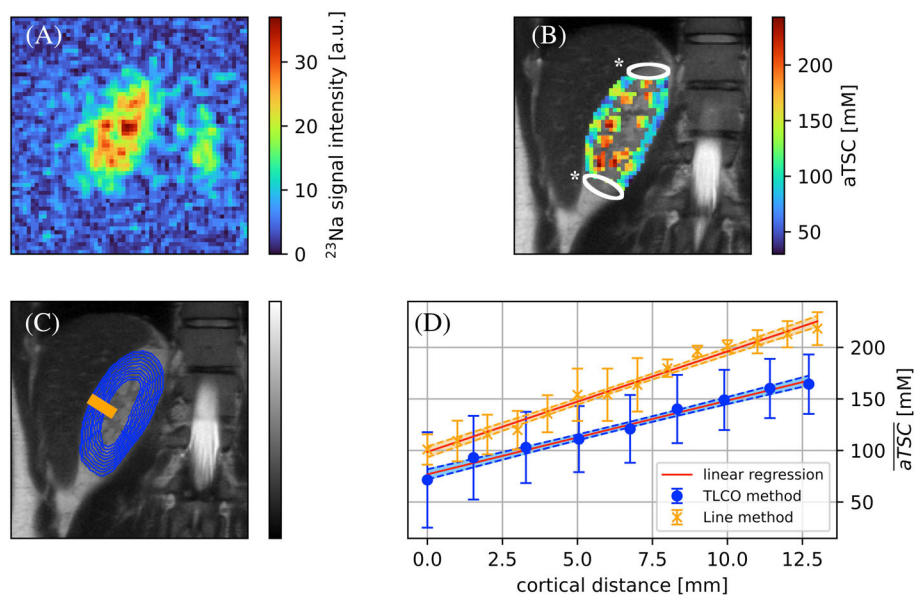 (A)
30
20
10
0
²³Na signal intensity [a.u.]
(B)
*
*
200
150
100
50
aTSC [mM]
(C)
(D)
200
150
100
50
aTSC [mM]
0.0 2.5 5.0 7.5 10.0 12.5
cortical distance [mm]
linear regression
TLCO method
Line method